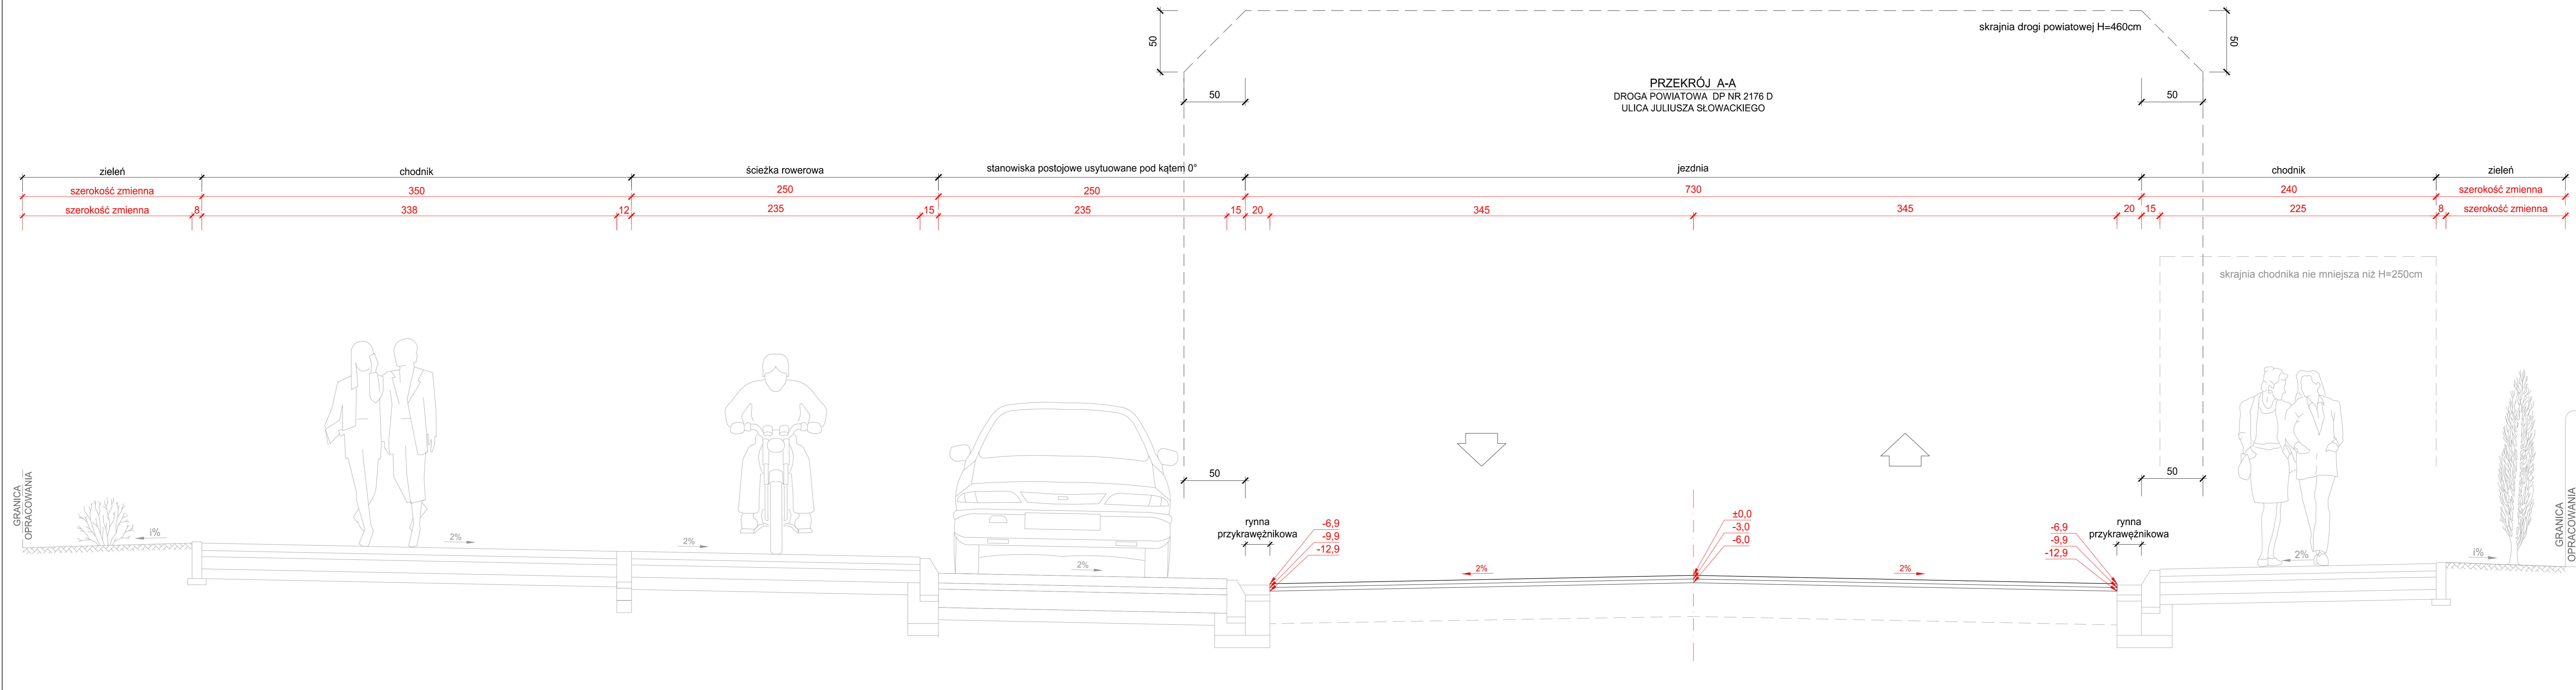 50
skrajnia drogi powiatowej H=460cm
50
50
PRZEKRÓJ A-A
DROGA POWIATOWA DP NR 2176 D
ULICA JULIUSZA SŁOWACKIEGO
50
zieleń
chodnik
ścieżka rowerowa
stanowiska postojowe usytuowane pod kątem 0°
jezdnia
chodnik
zieleń
szerokość zmienna
350
250
250
730
240
szerokość zmienna
szerokość zmienna
8
338
12
235
15
235
15
20
345
345
20
15
225
8
szerokość zmienna
skrajnia chodnika nie mniejsza niż H=250cm
50
50
GRANICA
OPRACOWANIA
i%
2%
2%
2%
rynna
przykrawężnikowa
-6,9
-9,9
-12,9
2%
±0,0
-3,0
-6,0
2%
-6,9
-9,9
-12,9
rynna
przykrawężnikowa
2%
i%
GRANICA
OPRACOWANIA